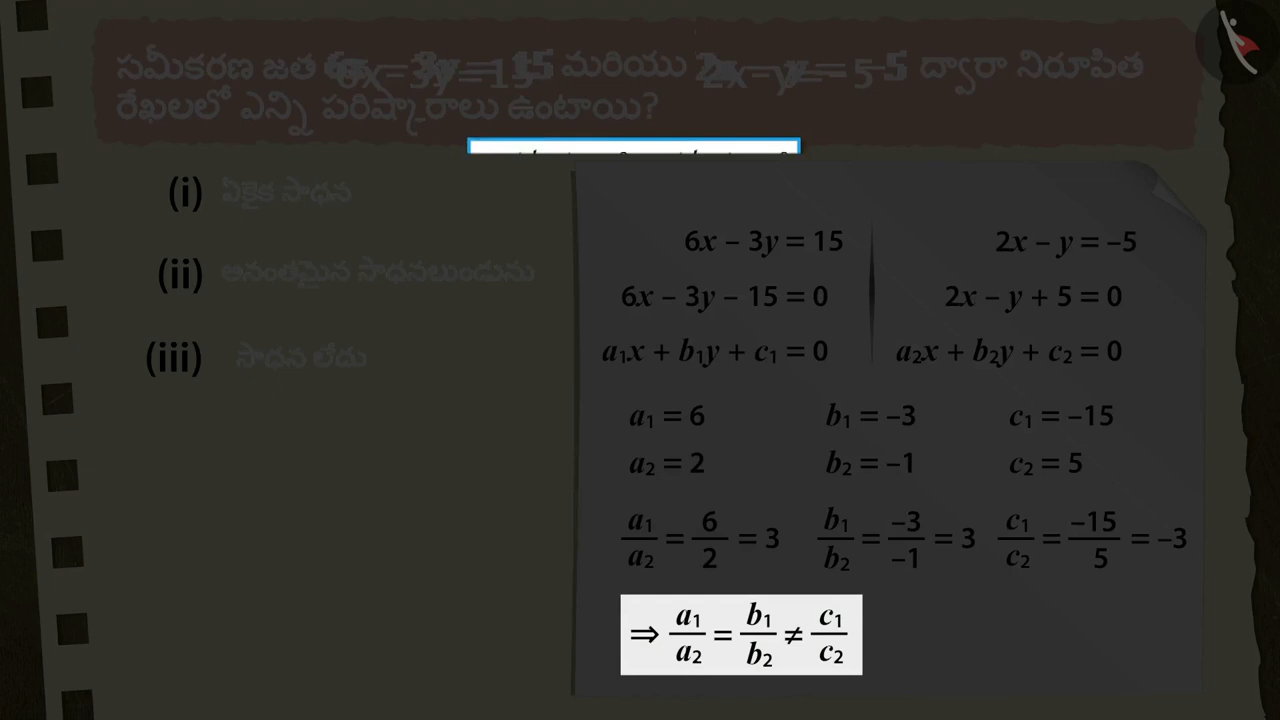 సమీకరణ జత 6x – 3y = 15 మరియు 2x – y = –5 ద్వారా నిరూపిత
రేఖలలో ఎన్ని పరిష్కారాలు ఉంటాయి?
(i) ఏకైక సాధన
(ii) అనంతమైన సాధనలుండును
(iii) సాధన లేదు
6x – 3y = 15 2x – y = –5
6x – 3y – 15 = 0 2x – y + 5 = 0
a₁x + b₁y + c₁ = 0 a₂x + b₂y + c₂ = 0
a₁ = 6 b₁ = –3 c₁ = –15
a₂ = 2 b₂ = –1 c₂ = 5
a₁/a₂ = 6/2 = 3 b₁/b₂ = –3/–1 = 3 c₁/c₂ = –15/5 = –3
⇒ a₁/a₂ = b₁/b₂ ≠ c₁/c₂